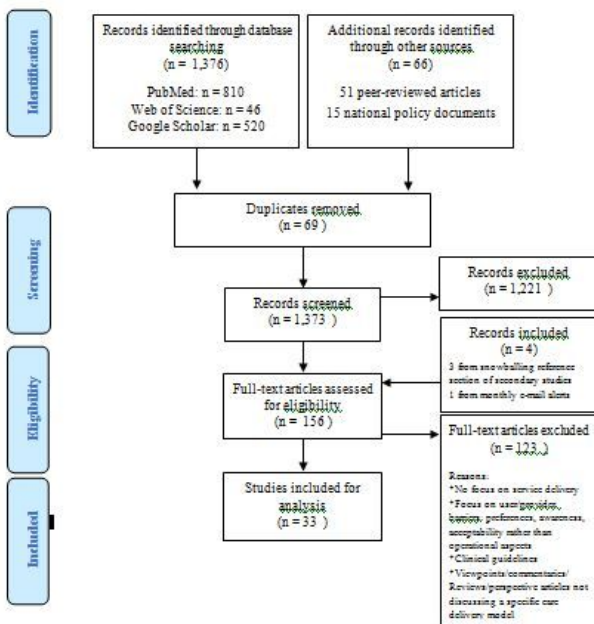 Identification
Records identified through database
searching
(n = 1,376)
PubMed: n = 810
Web of Science: n = 46
Google Scholar: n = 520
Additional records identified
through other sources
(n = 66)
51 peer-reviewed articles
15 national policy documents
Screening
Duplicates removed
(n = 69 )
Records screened
(n = 1,373 )
Records excluded
(n = 1,221 )
Records included
(n = 4)
3 from snowballing reference
section of secondary studies
1 from monthly e-mail alerts
Eligibility
Full-text articles assessed
for eligibility
(n = 156 )
Full-text articles excluded
(n = 123 )
Reasons:
*No focus on service delivery
*Focus on user/provider
barriers, preferences, awareness,
acceptability rather than
operational aspects
*Clinical guidelines
*Viewpoints/commentaries/
Reviews/perspective articles not
discussing a specific care
delivery model
Included
Studies included for
analysis
(n = 33 )